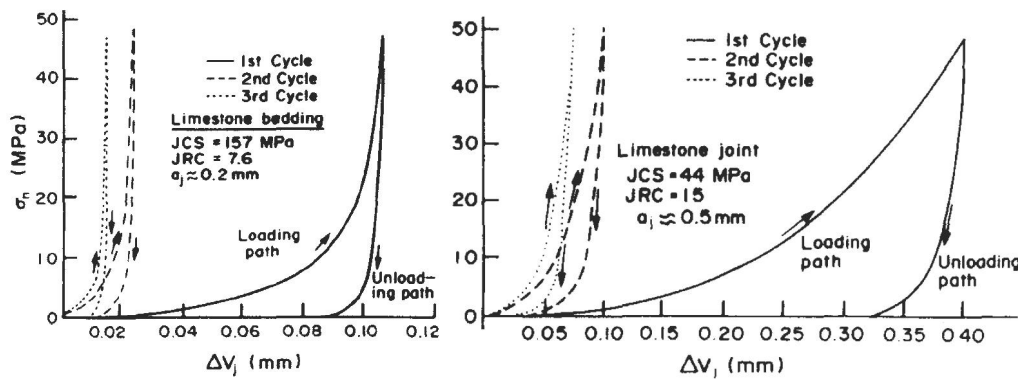 50
40
30
20
10
0
σn (MPa)
1st Cycle
2nd Cycle
3rd Cycle
Limestone bedding
JCS = 157 MPa
JRC = 7.6
aj ≈ 0.2 mm
Loading
path
Unload-
ing path
0.02
0.04
0.06
0.08
0.10
0.12
ΔVj (mm)
50
40
30
20
10
0
1st Cycle
2nd Cycle
3rd Cycle
Limestone joint
JCS = 44 MPa
JRC = 15
aj ≈ 0.5 mm
Loading
path
Unloading
path
0.05
0.10
0.15
0.20
0.25
0.30
0.35
0.40
ΔVj (mm)